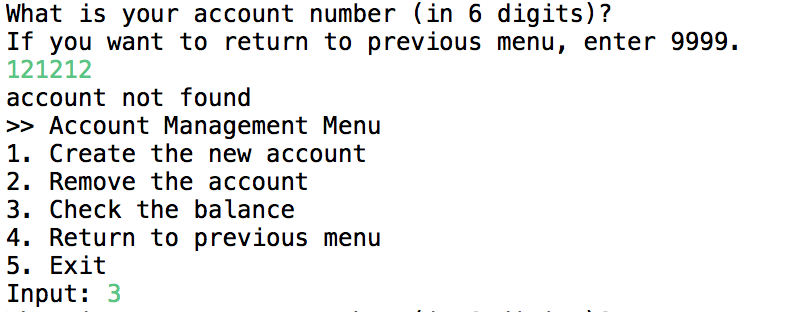 What is your account number (in 6 digits)?
If you want to return to previous menu, enter 9999.
121212
account not found
>> Account Management Menu
1. Create the new account
2. Remove the account
3. Check the balance
4. Return to previous menu
5. Exit
Input: 3